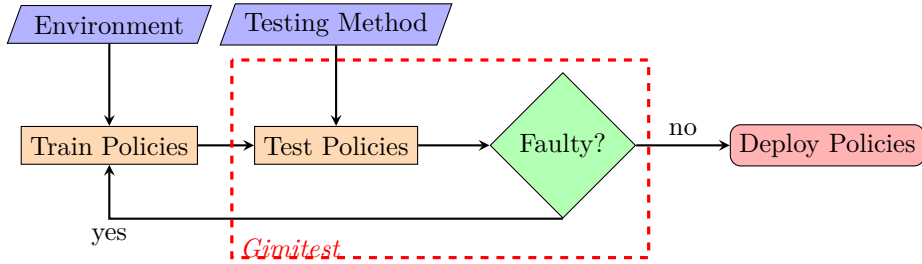 Environment
Testing Method
Train Policies
Test Policies
Faulty?
no
Deploy Policies
yes
Gimitest